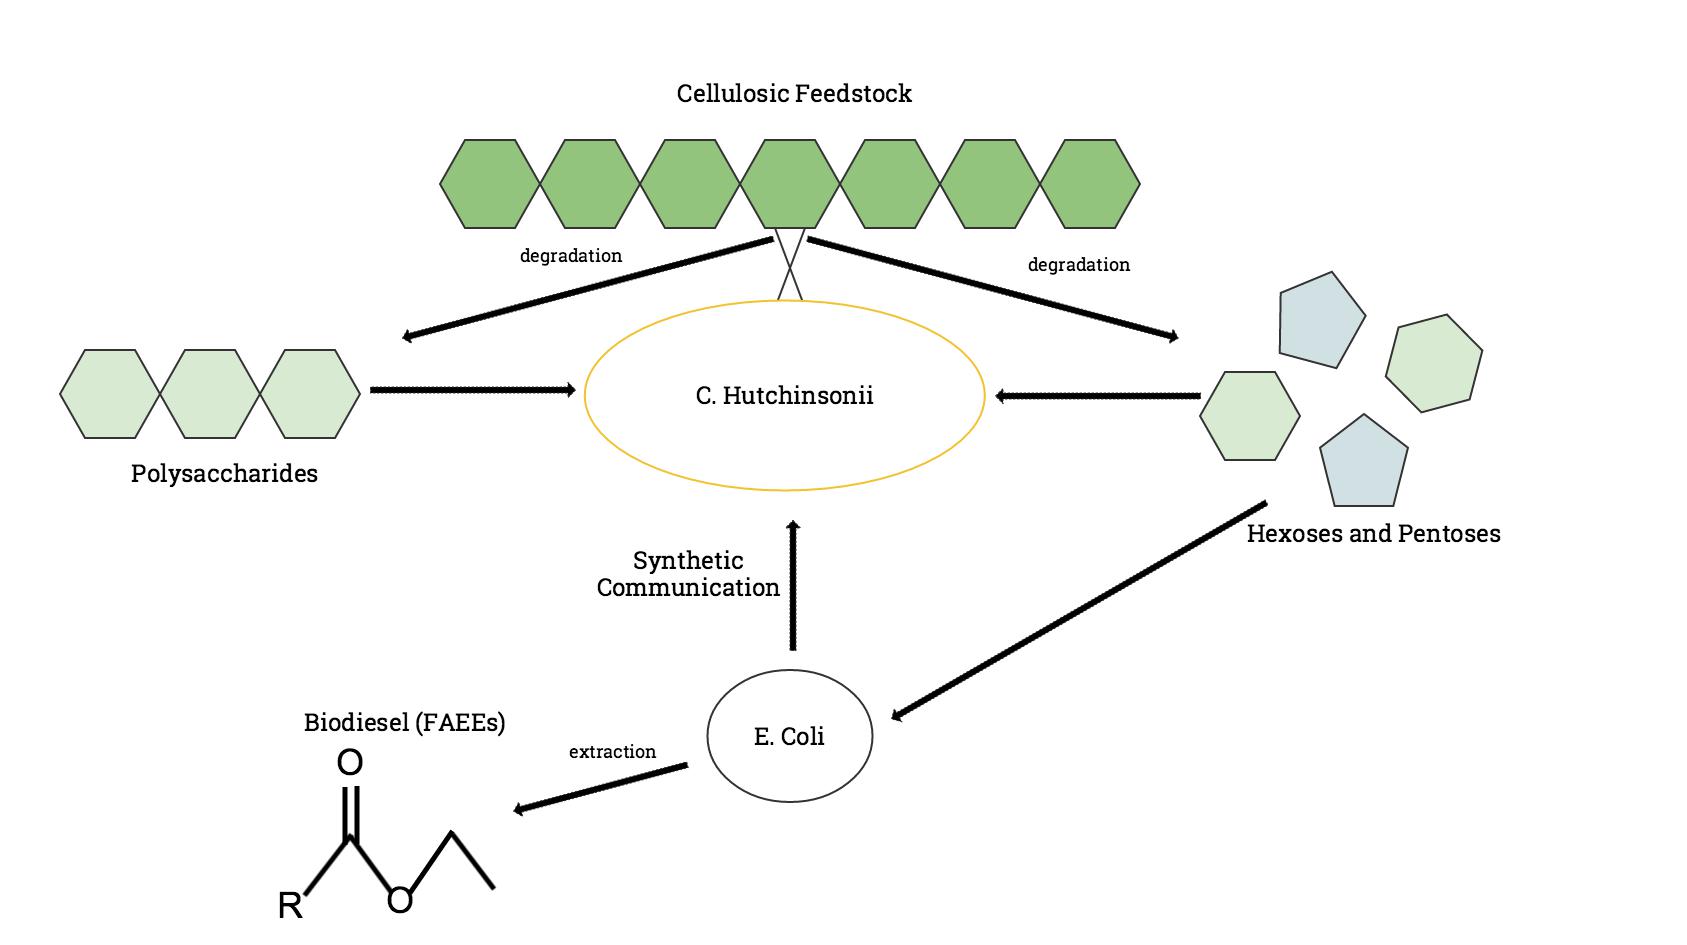 Cellulosic Feedstock
degradation
degradation
C. Hutchinsonii
Polysaccharides
Hexoses and Pentoses
Synthetic
Communication
E. Coli
Biodiesel (FAEEs)
extraction
O
R
O